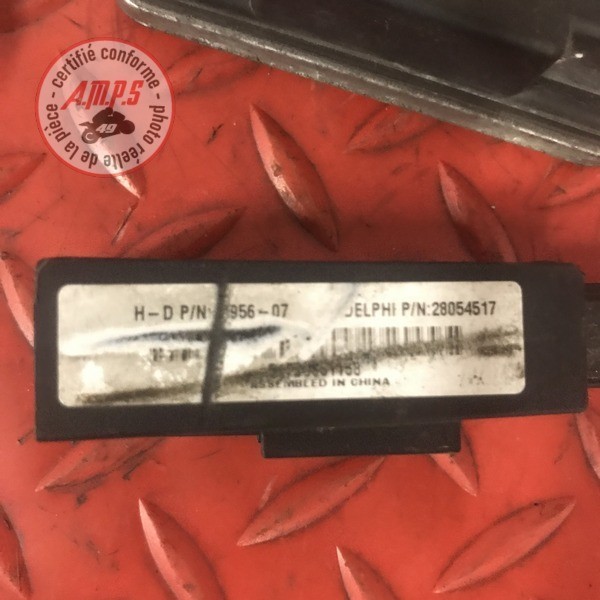 certifié conforme -
A.M.P.S
49
- photo réelle de la pièce -
H-D P/N: 956-07 DELPHI P/N:28054517
ASSEMBLED IN CHINA